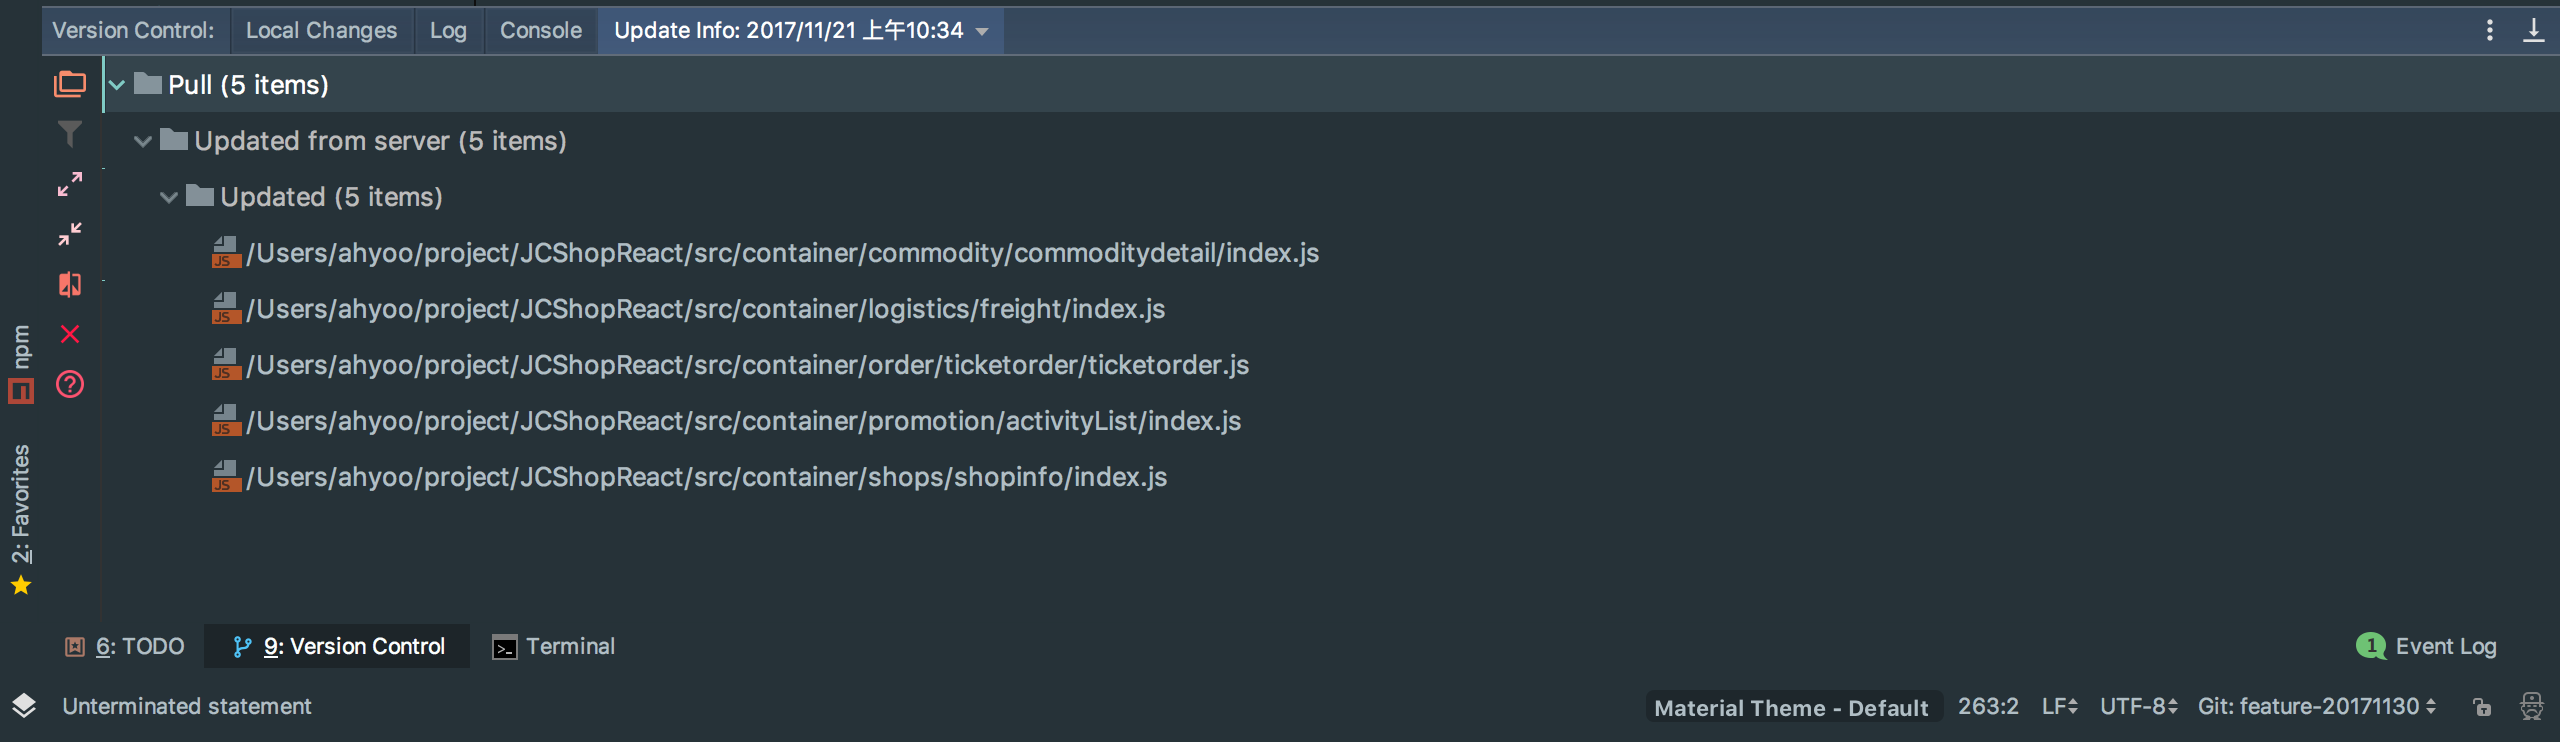 Version Control: Local Changes Log Console Update Info: 2017/11/21 上午10:34
Pull (5 items)
Updated from server (5 items)
Updated (5 items)
JS /Users/ahyoo/project/JCShopReact/src/container/commodity/commoditydetail/index.js
JS /Users/ahyoo/project/JCShopReact/src/container/logistics/freight/index.js
JS /Users/ahyoo/project/JCShopReact/src/container/order/ticketorder/ticketorder.js
JS /Users/ahyoo/project/JCShopReact/src/container/promotion/activityList/index.js
JS /Users/ahyoo/project/JCShopReact/src/container/shops/shopinfo/index.js
npm
2: Favorites
6: TODO 9: Version Control >_ Terminal 1 Event Log
Unterminated statement Material Theme - Default 263:2 LF UTF-8 Git: feature-20171130